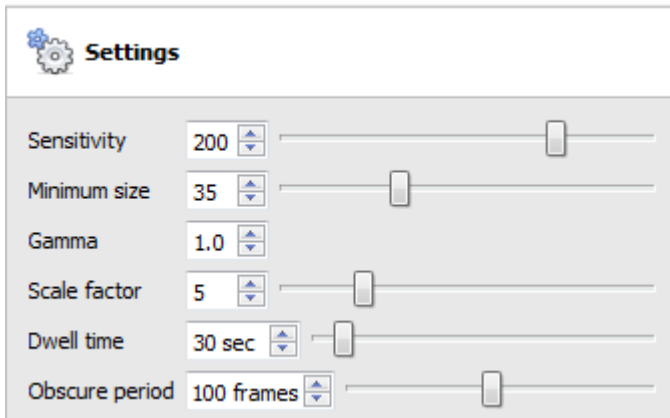 Settings
Sensitivity 200
Minimum size 35
Gamma 1.0
Scale factor 5
Dwell time 30 sec
Obscure period 100 frames